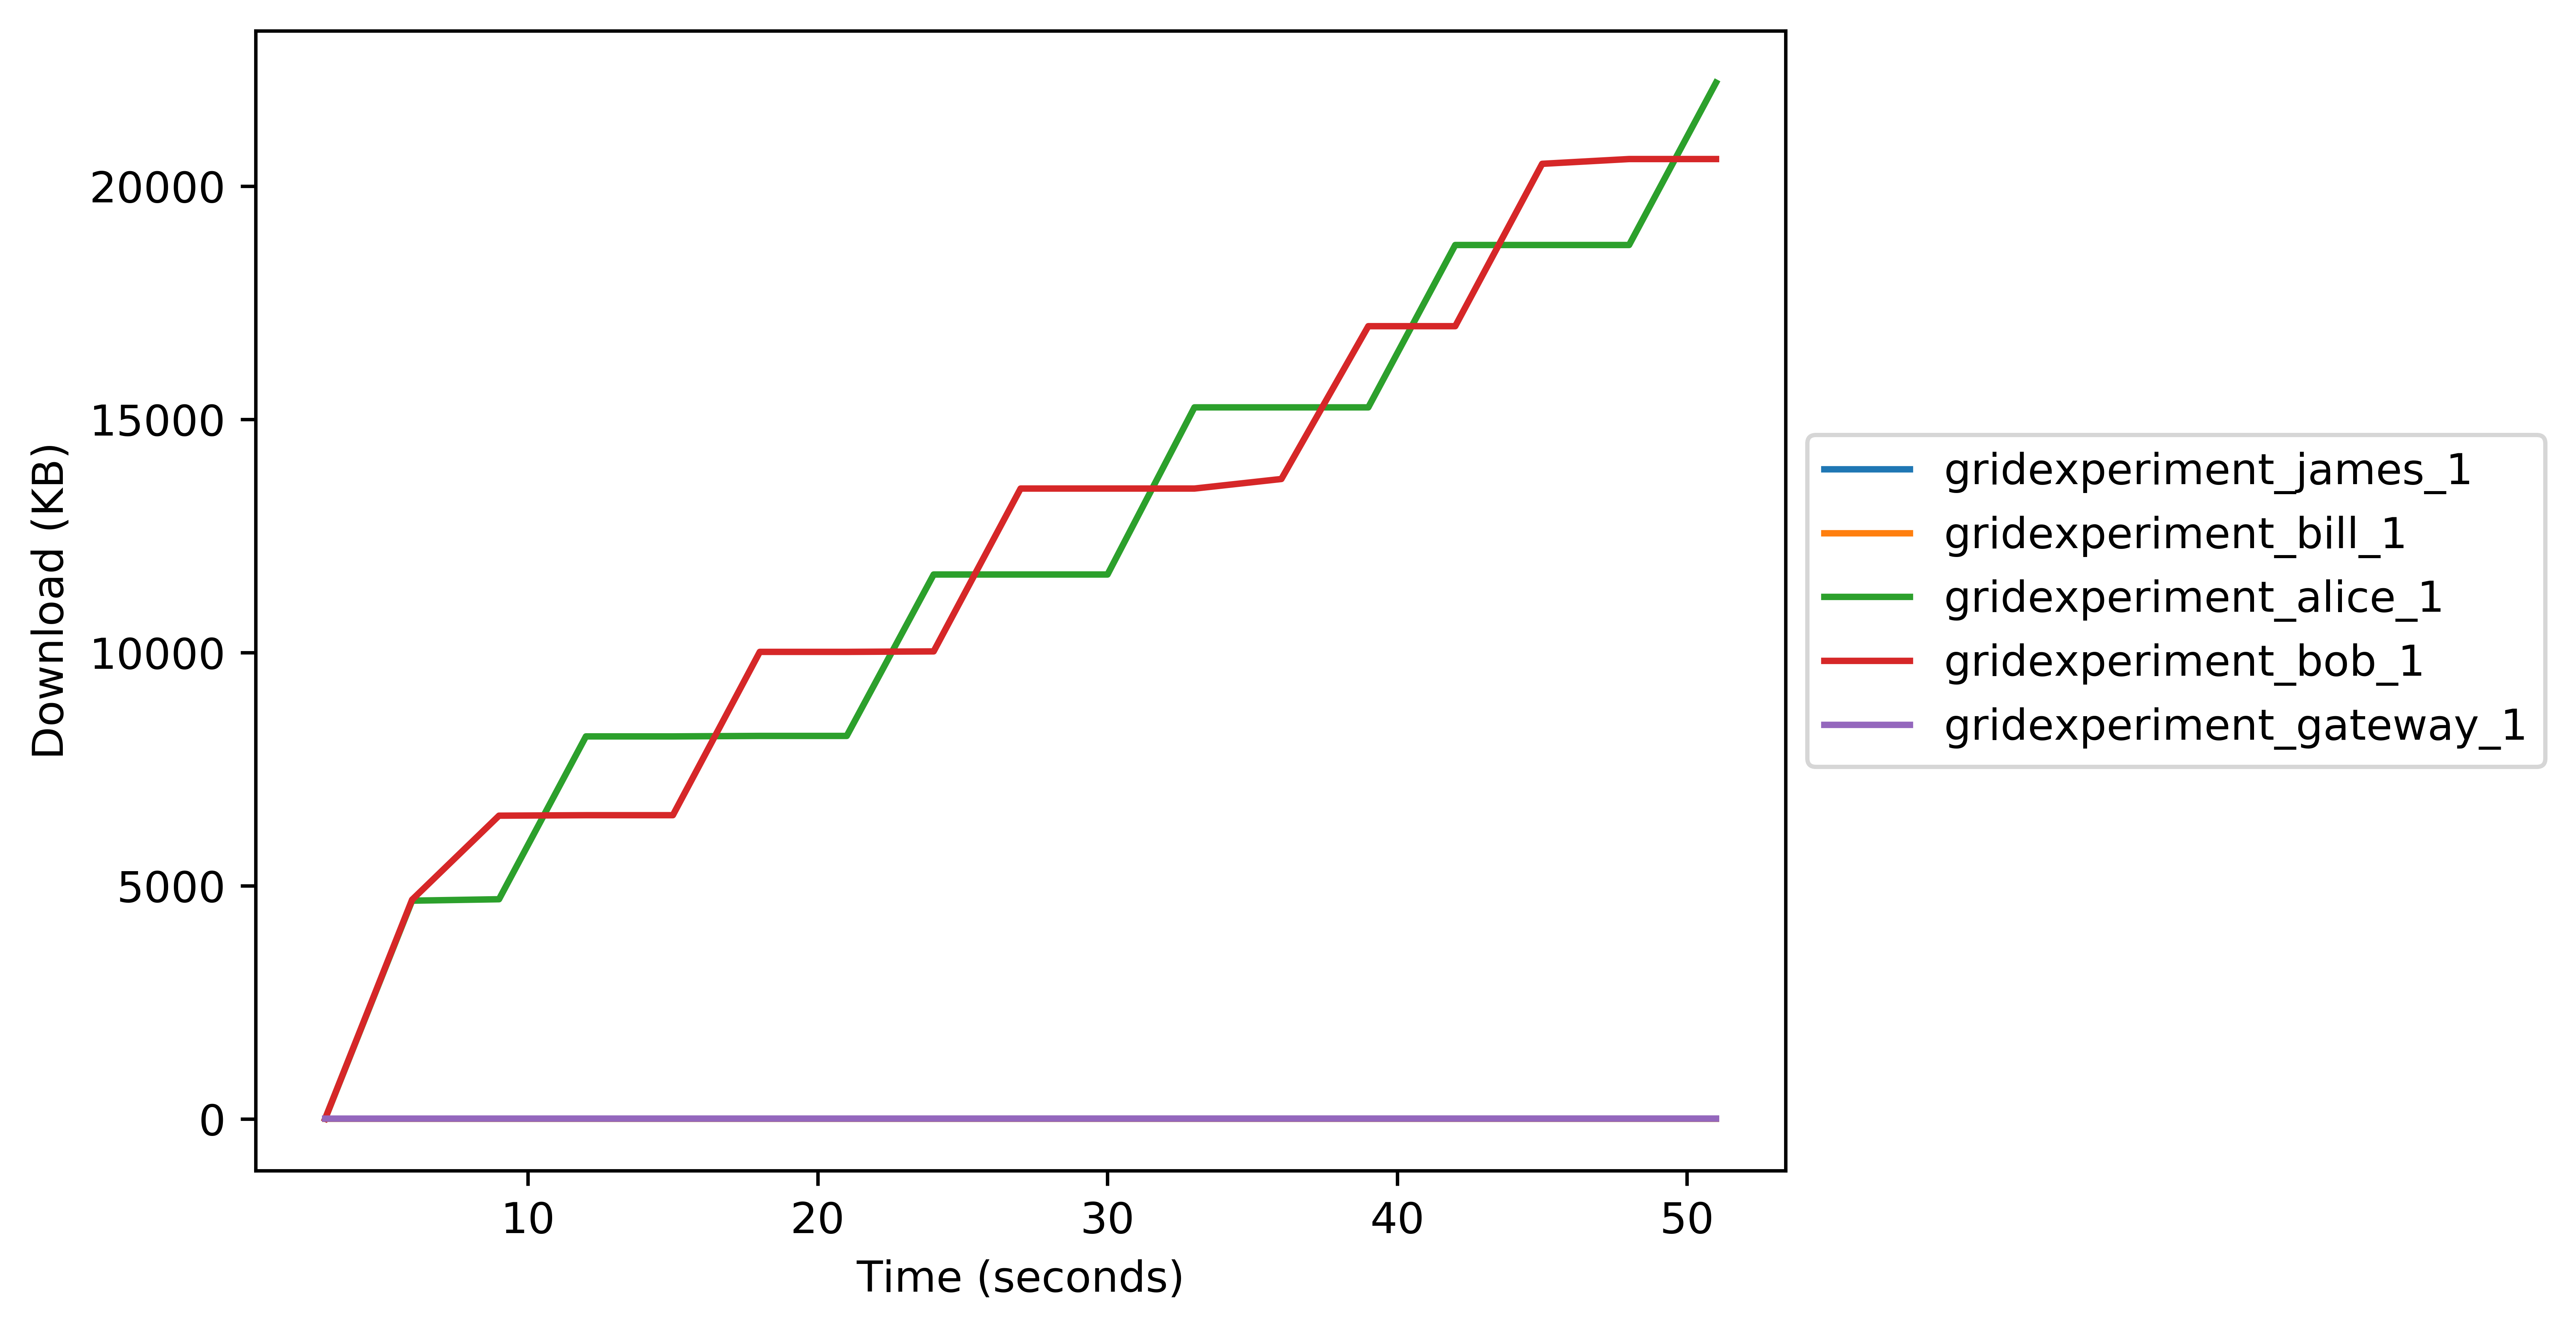 20000
15000
10000
5000
0
Download (KB)
10 20 30 40 50
Time (seconds)
gridexperiment_james_1
gridexperiment_bill_1
gridexperiment_alice_1
gridexperiment_bob_1
gridexperiment_gateway_1